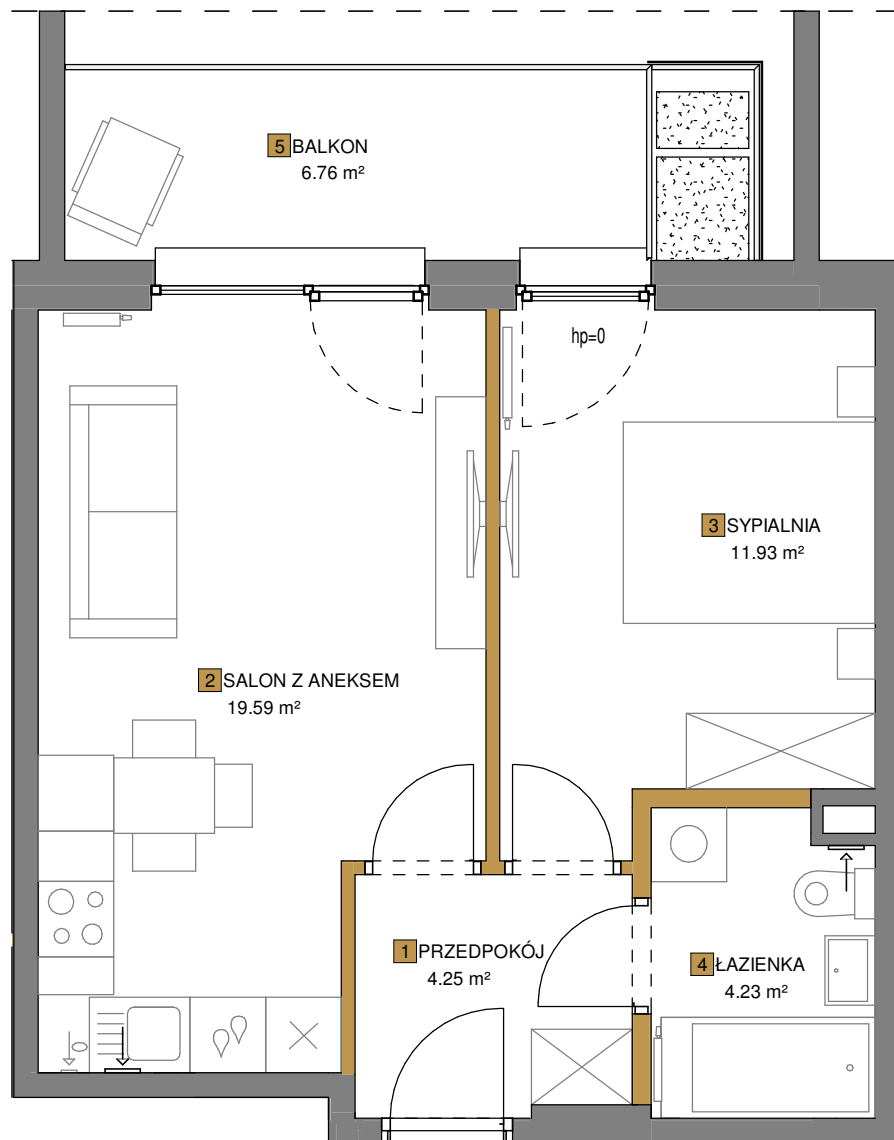 5 BALKON
6.76 m²
hp=0
3 SYPIALNIA
11.93 m²
2 SALON Z ANEKSEM
19.59 m²
1 PRZEDPOKÓJ
4.25 m²
4 ŁAZIENKA
4.23 m²